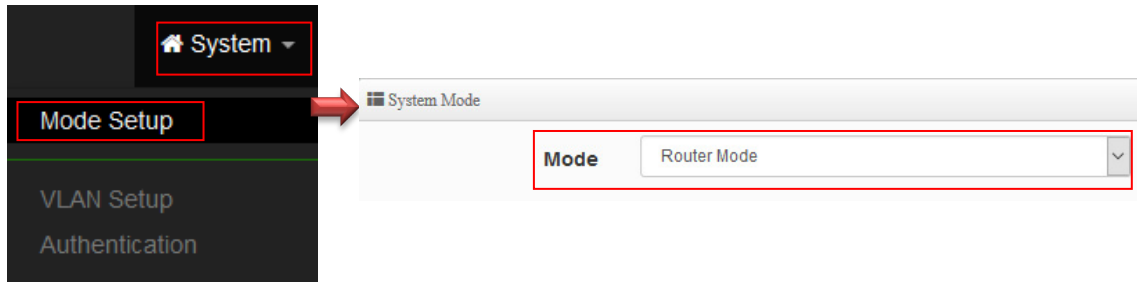 System
Mode Setup
VLAN Setup
Authentication
System Mode
Mode Router Mode